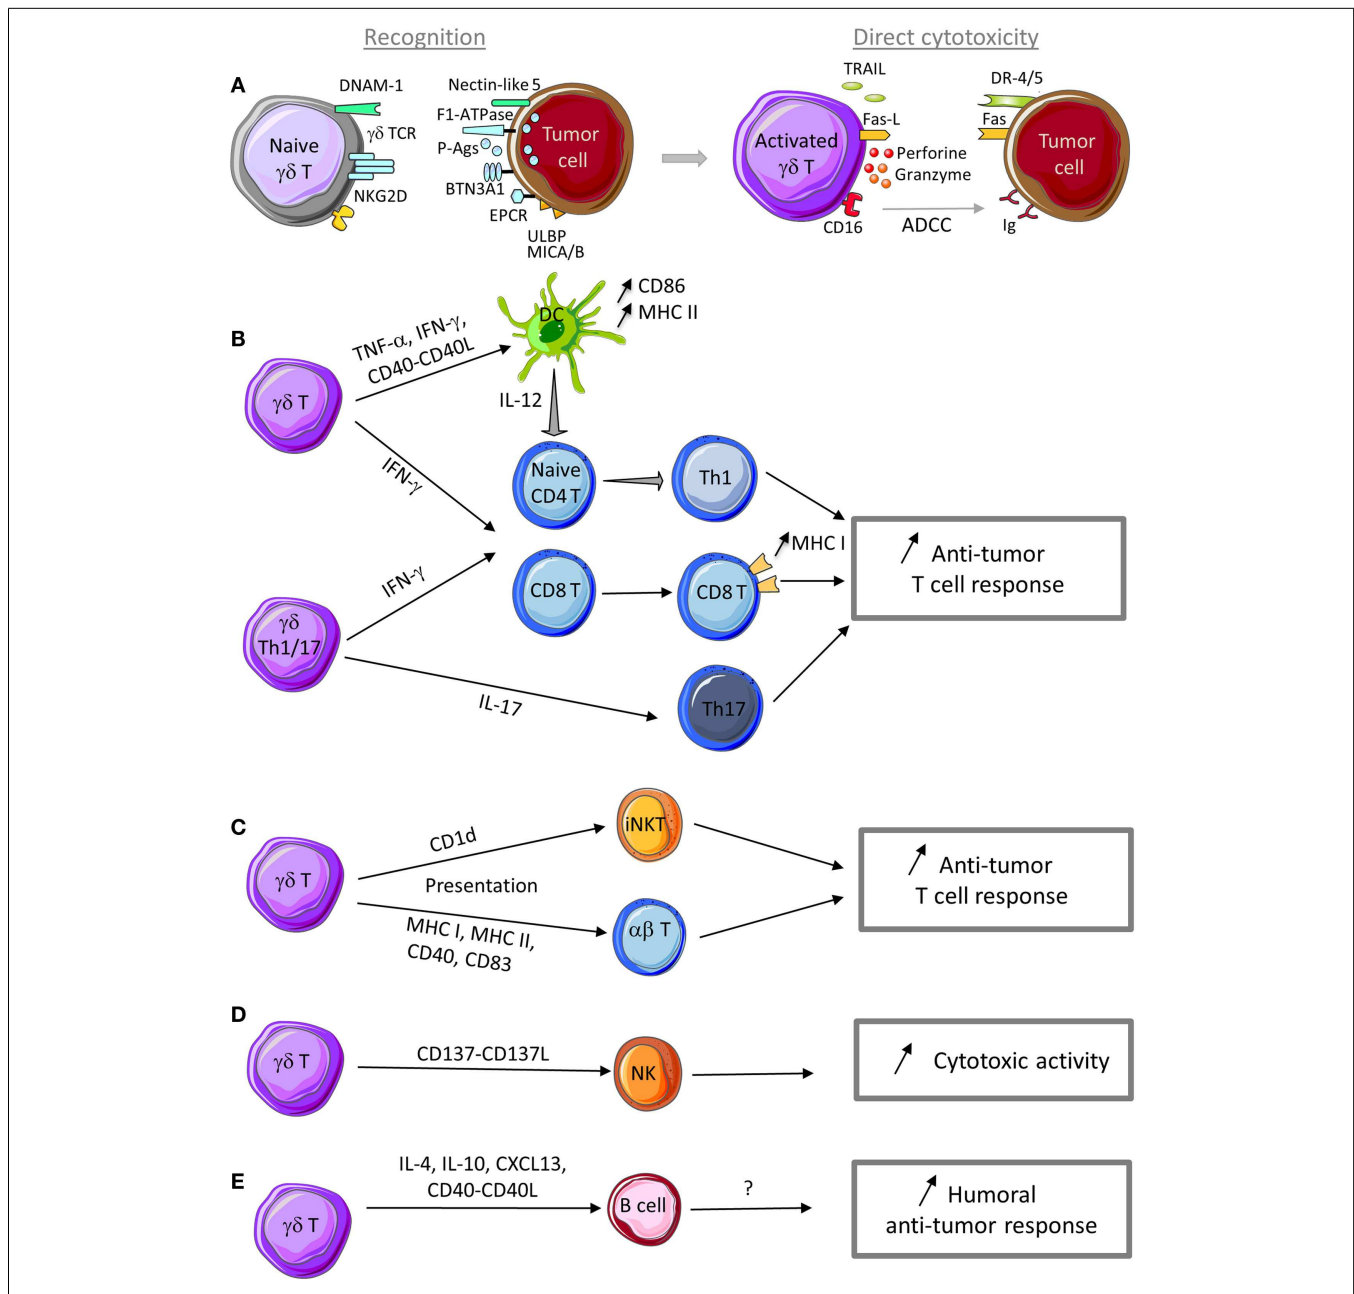 Recognition
Direct cytotoxicity
A
DNAM-1
γδ TCR
Naive
γδ T
NKG2D
Nectin-like 5
F1-ATPase
P-Ags
BTN3A1
EPCR
ULBP
MICA/B
Tumor
cell
TRAIL
Fas-L
Activated
γδ T
Perforine
Granzyme
CD16
ADCC
DR-4/5
Fas
Tumor
cell
Ig
B
TNF-α, IFN-γ,
CD40-CD40L
DC
CD86
MHC II
γδ T
IL-12
IFN-γ
Naive
CD4 T
Th1
MHC I
Anti-tumor
T cell response
IFN-γ
CD8 T
CD8 T
γδ
Th1/17
IL-17
Th17
C
CD1d
iNKT
γδ T
Presentation
MHC I, MHC II,
CD40, CD83
αβ T
Anti-tumor
T cell response
D
γδ T
CD137-CD137L
NK
Cytotoxic activity
E
IL-4, IL-10, CXCL13,
CD40-CD40L
γδ T
B cell
?
Humoral
anti-tumor response